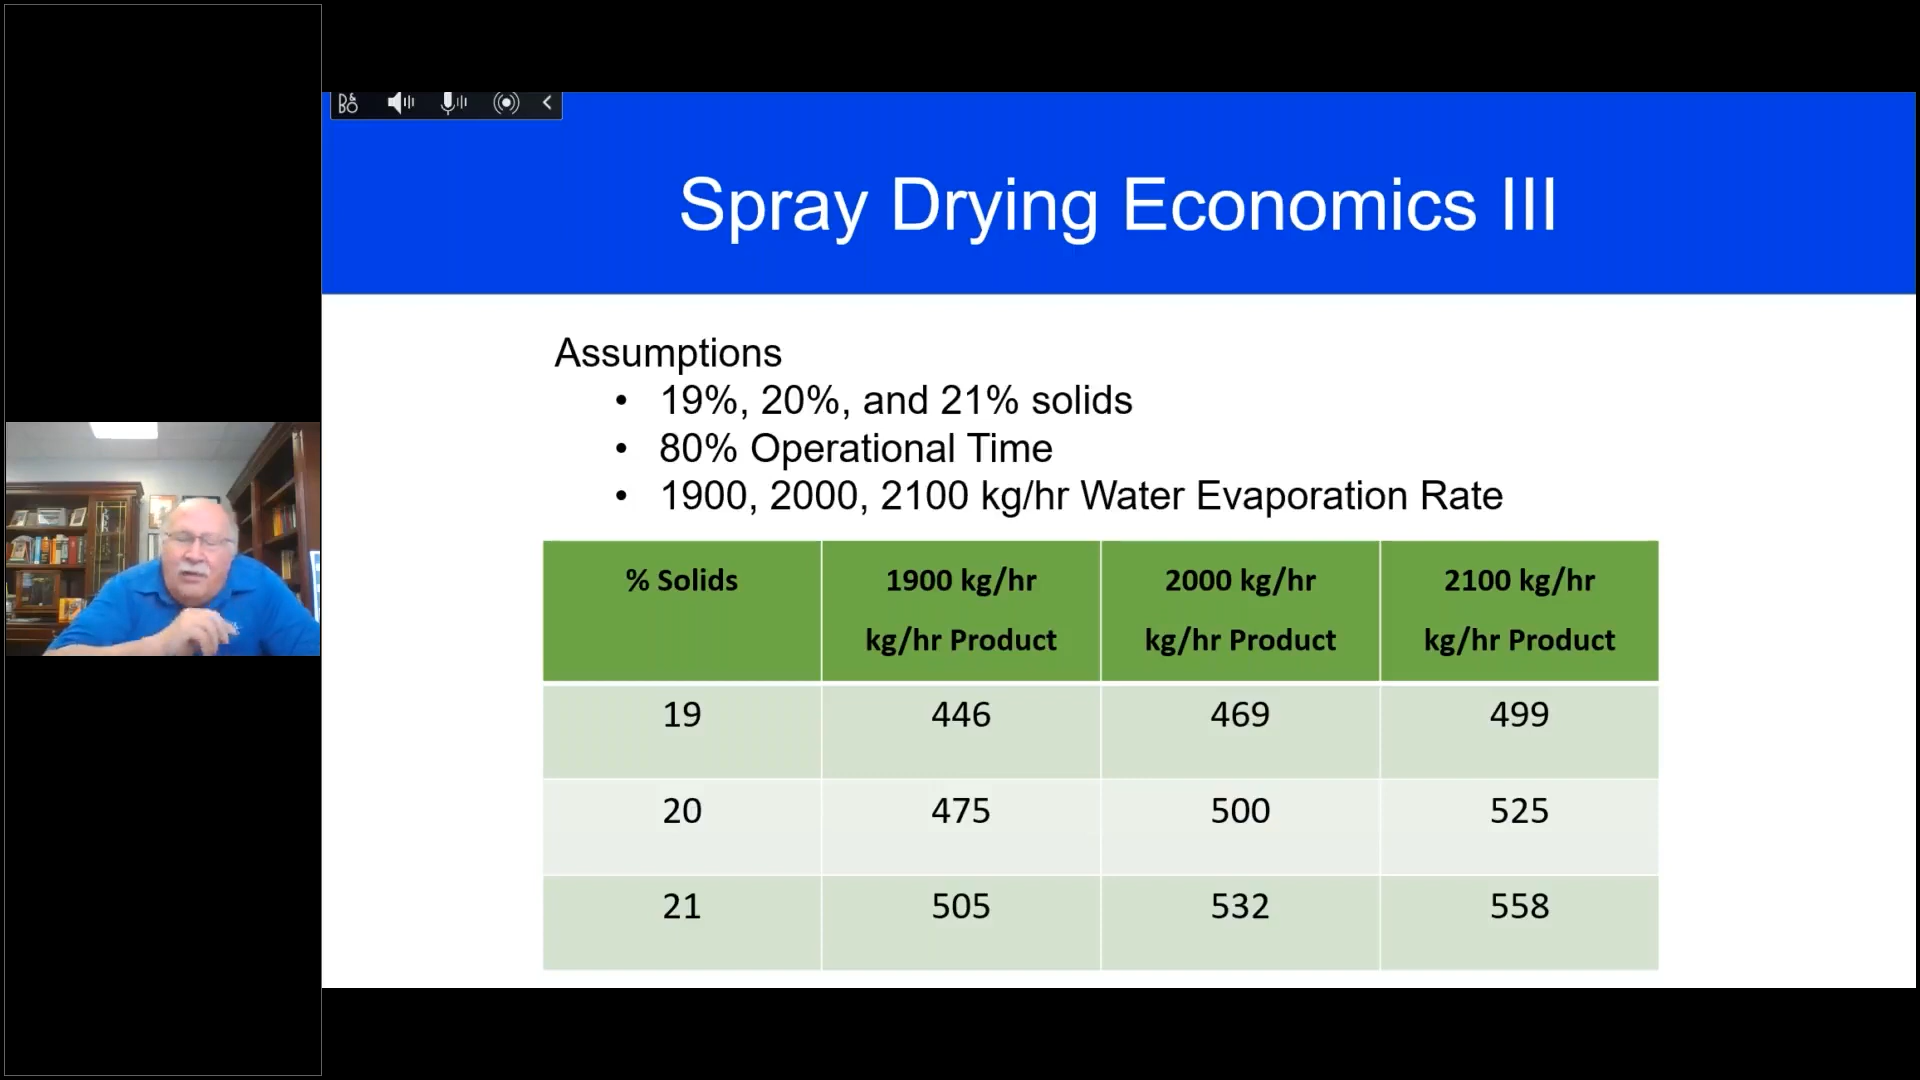 Spray Drying Economics III
Assumptions
• 19%, 20%, and 21% solids
• 80% Operational Time
• 1900, 2000, 2100 kg/hr Water Evaporation Rate
% Solids
1900 kg/hr
kg/hr Product
2000 kg/hr
kg/hr Product
2100 kg/hr
kg/hr Product
19 446 469 499
20 475 500 525
21 505 532 558